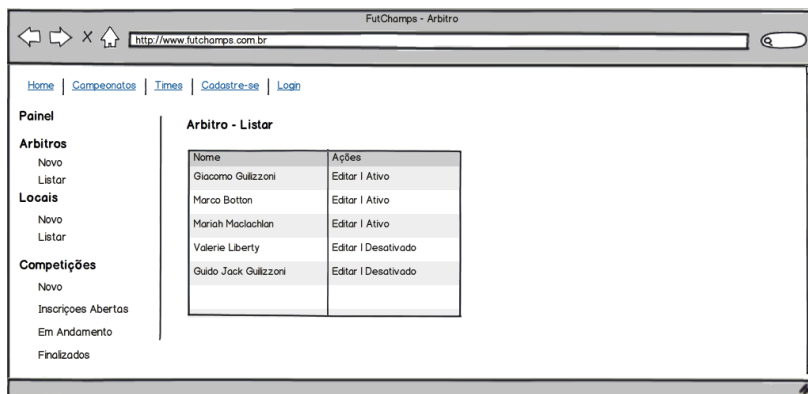 FutChamps - Arbitro
http://www.futchamps.com.br
Home | Campeonatos | Times | Cadastre-se | Login
Painel
Arbitros
Novo
Listar
Locais
Novo
Listar
Competições
Novo
Inscriçoes Abertas
Em Andamento
Finalizados
Arbitro - Listar
Nome Ações
Giacomo Guilizzoni Editar | Ativo
Marco Botton Editar | Ativo
Mariah Maclachlan Editar | Ativo
Valerie Liberty Editar | Desativado
Guido Jack Guilizzoni Editar | Desativado